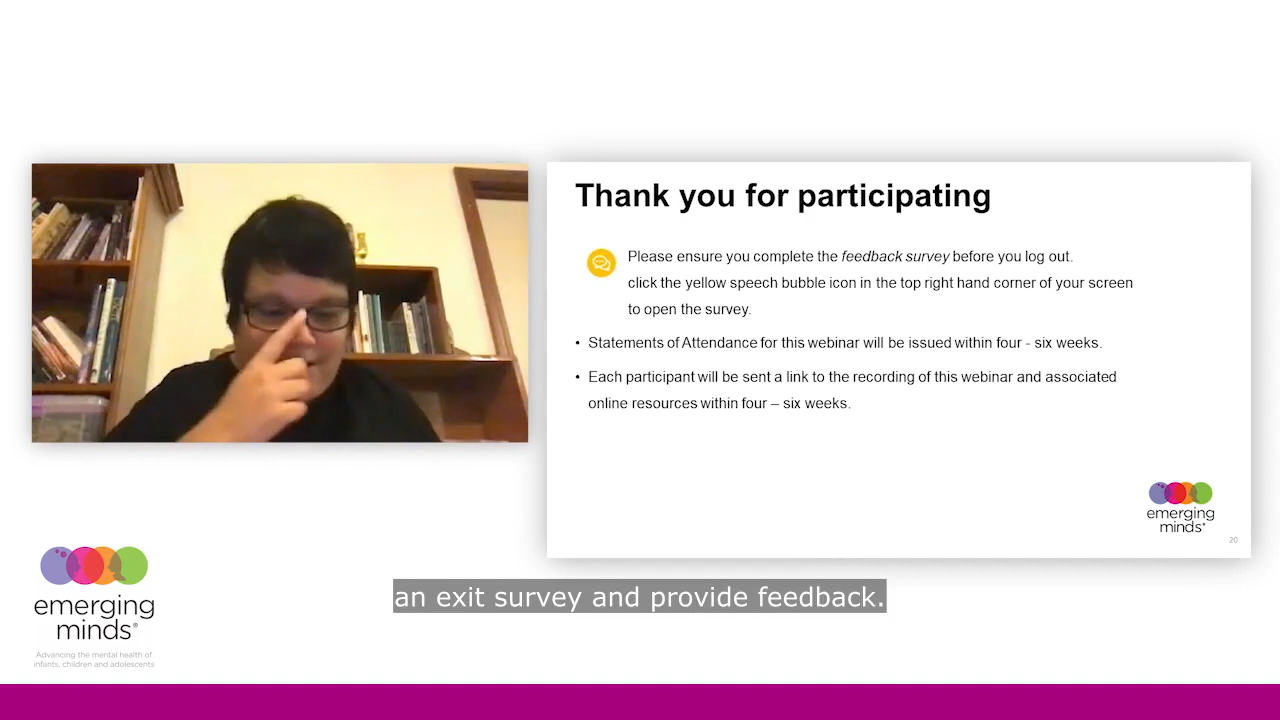 Thank you for participating
Please ensure you complete the feedback survey before you log out.
click the yellow speech bubble icon in the top right hand corner of your screen
to open the survey.
• Statements of Attendance for this webinar will be issued within four - six weeks.
• Each participant will be sent a link to the recording of this webinar and associated
online resources within four – six weeks.
emerging
minds®
20
an exit survey and provide feedback.
emerging
minds®
Advancing the mental health of
infants, children and adolescents